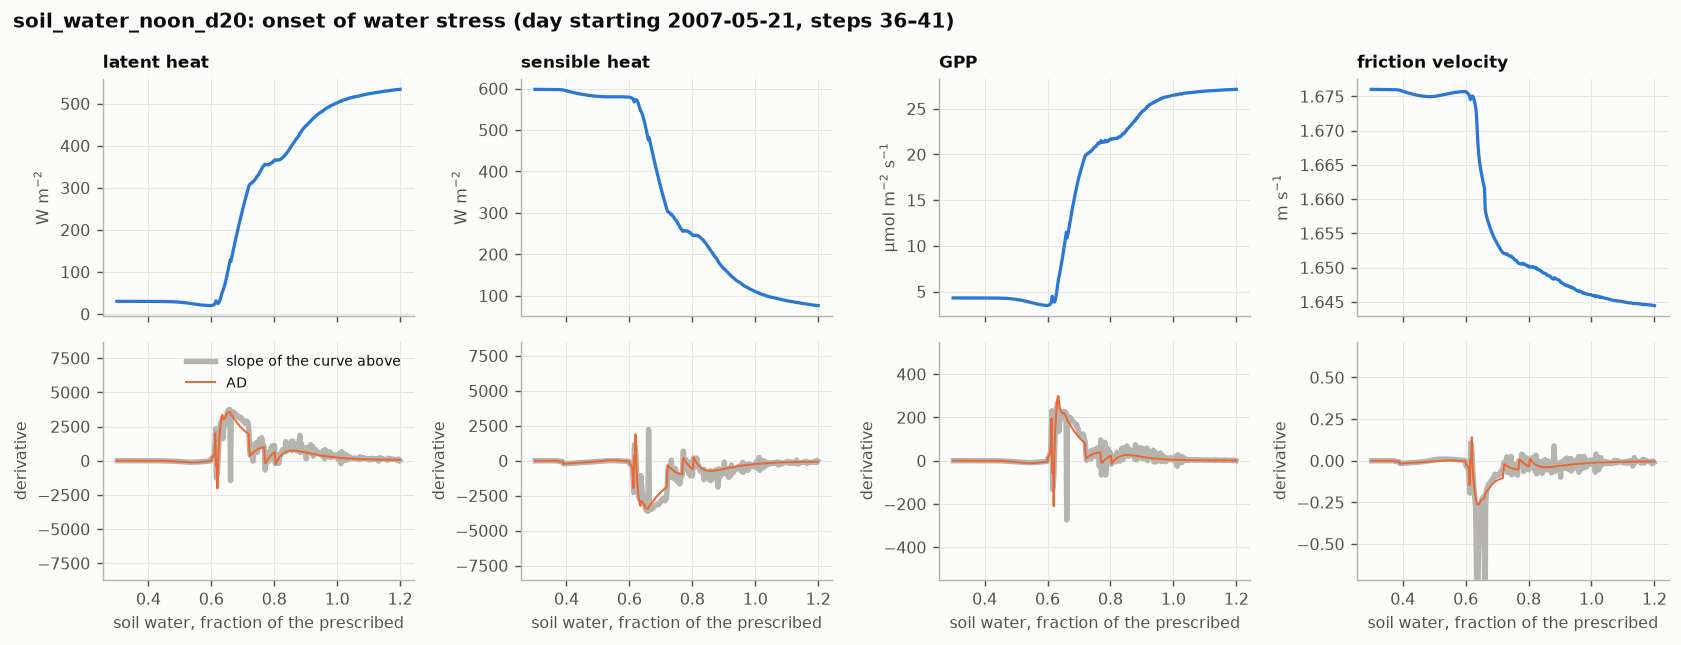 soil_water_noon_d20: onset of water stress (day starting 2007-05-21, steps 36–41)
latent heat
sensible heat
GPP
friction velocity
W m⁻²
500
400
300
200
100
0
W m⁻²
600
500
400
300
200
100
µmol m⁻² s⁻¹
25
20
15
10
5
m s⁻¹
1.675
1.670
1.665
1.660
1.655
1.650
1.645
slope of the curve above
AD
derivative
7500
5000
2500
0
−2500
−5000
−7500
0.4 0.6 0.8 1.0 1.2
soil water, fraction of the prescribed
derivative
7500
5000
2500
0
−2500
−5000
−7500
0.4 0.6 0.8 1.0 1.2
soil water, fraction of the prescribed
derivative
400
200
0
−200
−400
0.4 0.6 0.8 1.0 1.2
soil water, fraction of the prescribed
derivative
0.50
0.25
0.00
−0.25
−0.50
0.4 0.6 0.8 1.0 1.2
soil water, fraction of the prescribed